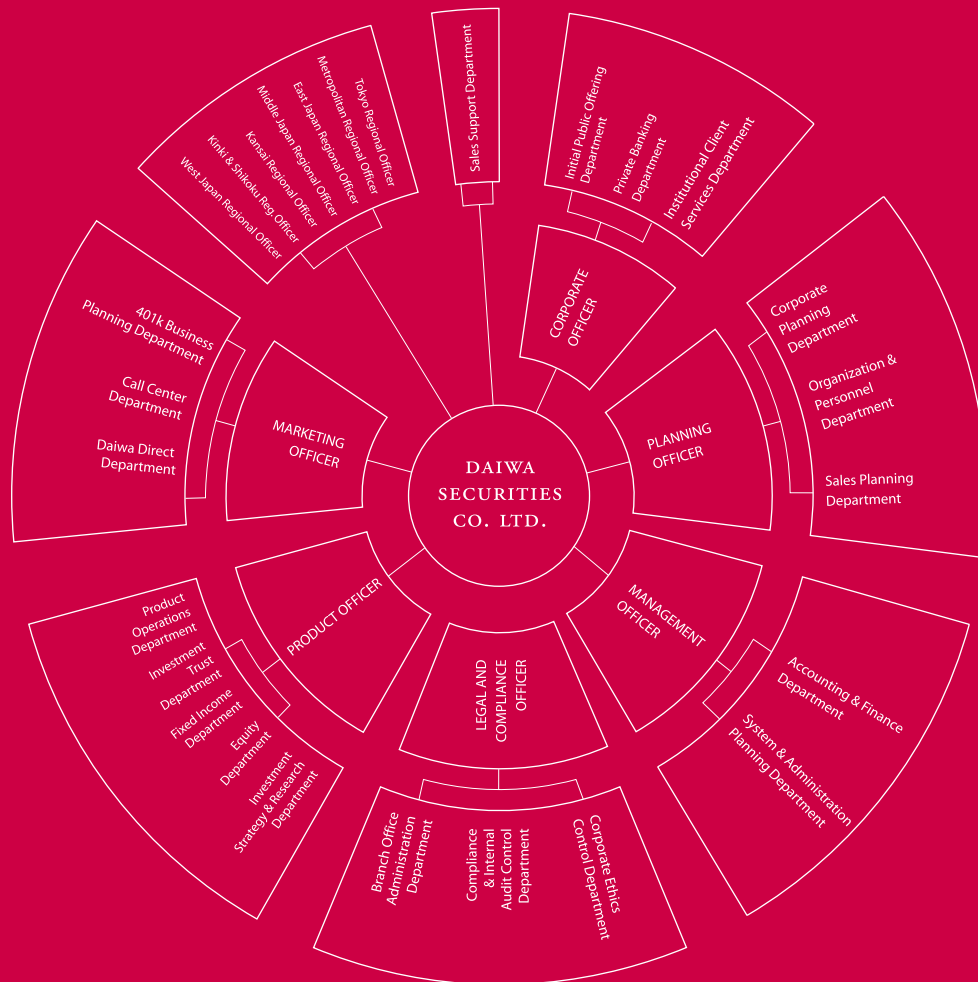 DAIWA
SECURITIES
CO. LTD.
Sales Support Department
CORPORATE
OFFICER
Initial Public Offering
Department
Private Banking
Department
Institutional Client
Services Department
PLANNING
OFFICER
Corporate
Planning
Department
Organization &
Personnel
Department
Sales Planning
Department
MANAGEMENT
OFFICER
Accounting & Finance
Department
System & Administration
Planning Department
LEGAL AND
COMPLIANCE
OFFICER
Corporate Ethics
Control Department
Compliance
& Internal
Audit Control
Department
Branch Office
Administration
Department
PRODUCT OFFICER
Product
Operations
Department
Investment
Trust
Department
Fixed Income
Department
Equity
Department
Investment
Strategy & Research
Department
MARKETING
OFFICER
401k Business
Planning Department
Call Center
Department
Daiwa Direct
Department
West Japan Regional Officer
Kinki & Shikoku Reg. Officer
Kansai Regional Officer
Middle Japan Regional Officer
East Japan Regional Officer
Metropolitan Regional Officer
Tokyo Regional Officer